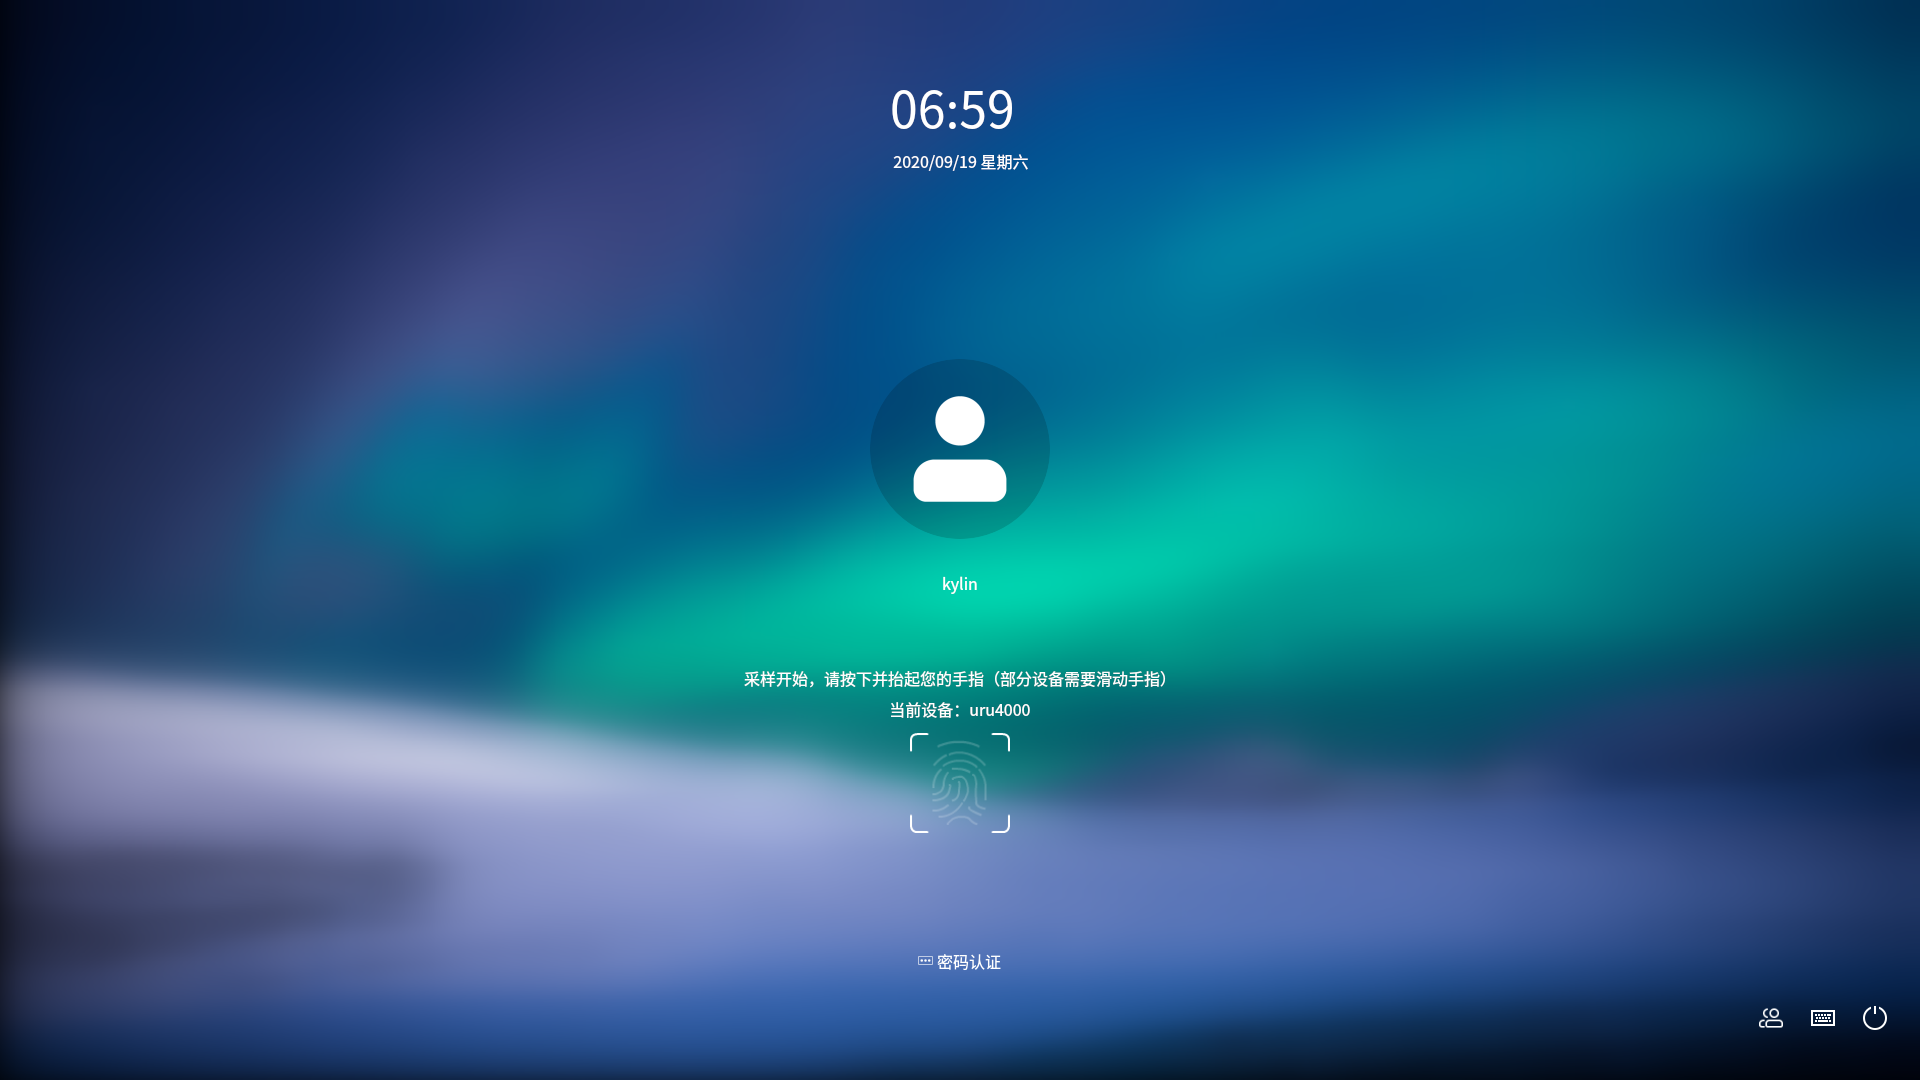 06:59
2020/09/19 星期六
kylin
采样开始，请按下并抬起您的手指（部分设备需要滑动手指）
当前设备：uru4000
密码认证